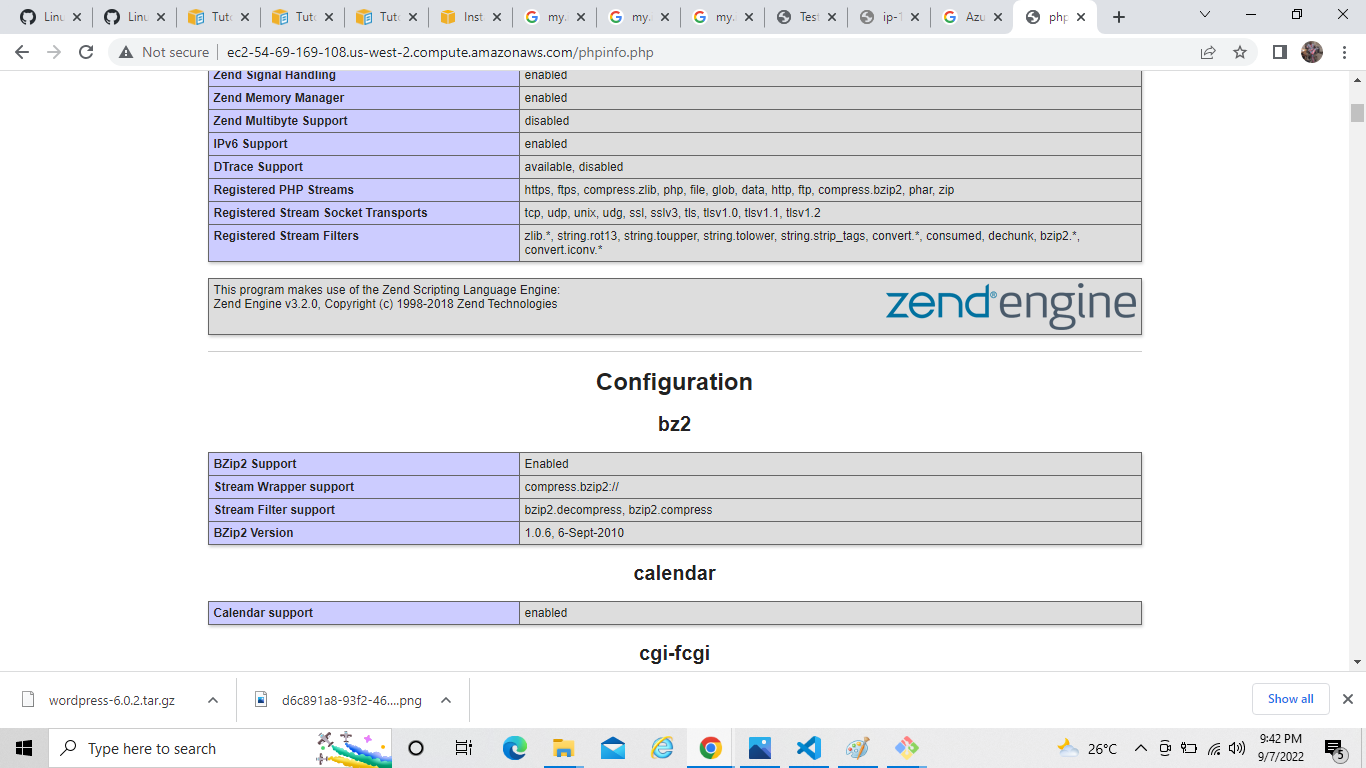 Linu
Linu
Tuto
Tuto
Tuto
Inst
my.
my.
my.
Test
ip-1
Azu
php
Not secure
ec2-54-69-169-108.us-west-2.compute.amazonaws.com/phpinfo.php
Zend Signal Handling enabled
Zend Memory Manager enabled
Zend Multibyte Support disabled
IPv6 Support enabled
DTrace Support available, disabled
Registered PHP Streams https, ftps, compress.zlib, php, file, glob, data, http, ftp, compress.bzip2, phar, zip
Registered Stream Socket Transports tcp, udp, unix, udg, ssl, sslv3, tls, tlsv1.0, tlsv1.1, tlsv1.2
Registered Stream Filters zlib.*, string.rot13, string.toupper, string.tolower, string.strip_tags, convert.*, consumed, dechunk, bzip2.*,
convert.iconv.*
This program makes use of the Zend Scripting Language Engine:
Zend Engine v3.2.0, Copyright (c) 1998-2018 Zend Technologies
zend® engine
Configuration
bz2
BZip2 Support Enabled
Stream Wrapper support compress.bzip2://
Stream Filter support bzip2.decompress, bzip2.compress
BZip2 Version 1.0.6, 6-Sept-2010
calendar
Calendar support enabled
cgi-fcgi
wordpress-6.0.2.tar.gz
d6c891a8-93f2-46....png
Show all
Type here to search
26°C
9:42 PM
9/7/2022
5